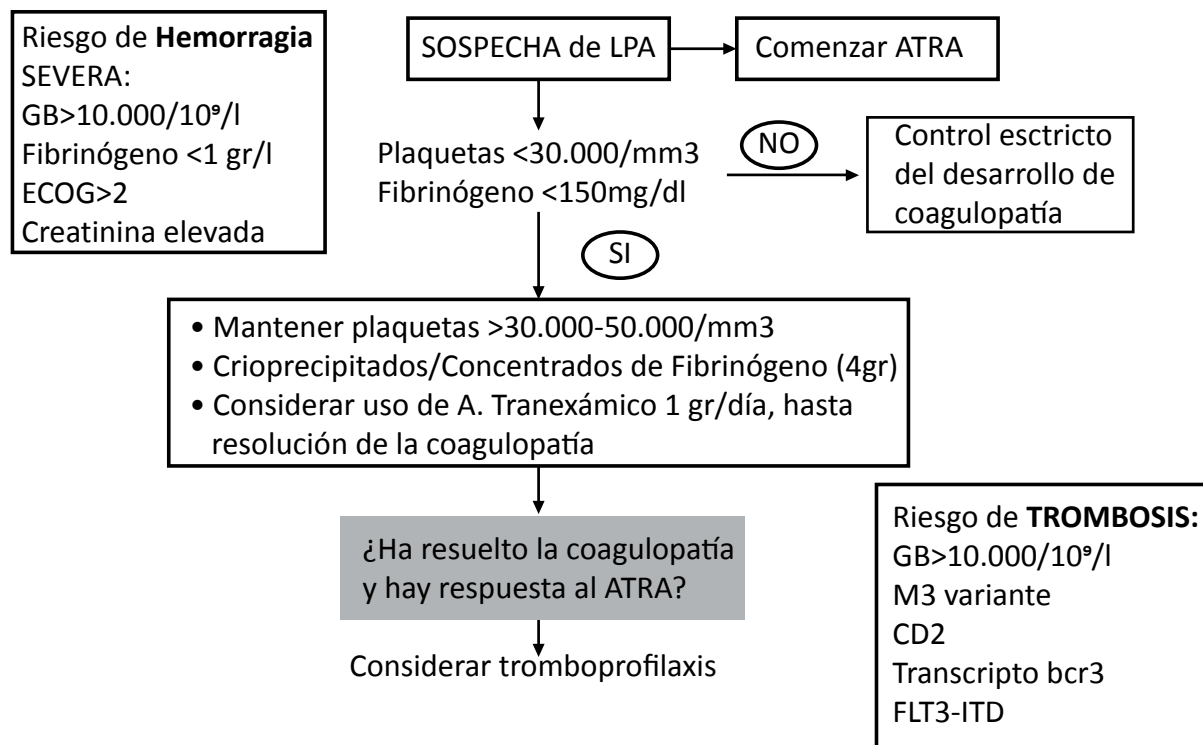 Riesgo de Hemorragia
SEVERA:
GB>10.000/10⁹/l
Fibrinógeno <1 gr/l
ECOG>2
Creatinina elevada
SOSPECHA de LPA
Comenzar ATRA
Plaquetas <30.000/mm3
Fibrinógeno <150mg/dl
NO
Control esctricto
del desarrollo de
coagulopatía
SI
• Mantener plaquetas >30.000-50.000/mm3
• Crioprecipitados/Concentrados de Fibrinógeno (4gr)
• Considerar uso de A. Tranexámico 1 gr/día, hasta
resolución de la coagulopatía
¿Ha resuelto la coagulopatía
y hay respuesta al ATRA?
Considerar tromboprofilaxis
Riesgo de TROMBOSIS:
GB>10.000/10⁹/l
M3 variante
CD2
Transcripto bcr3
FLT3-ITD